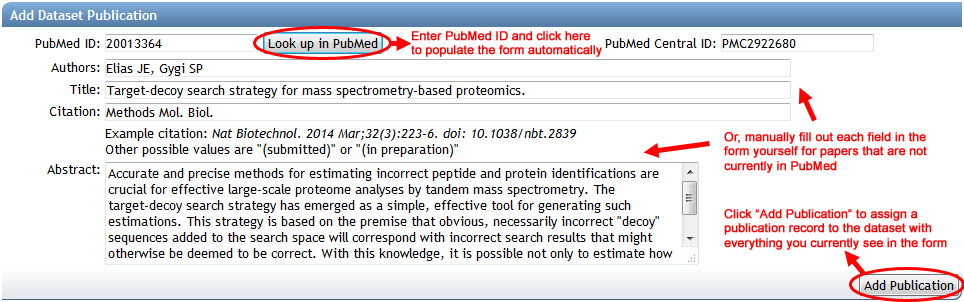 Add Dataset Publication
PubMed ID: 20013364 Look up in PubMed Enter PubMed ID and click here
to populate the form automatically
PubMed Central ID: PMC2922680
Authors: Elias JE, Gygi SP
Title: Target-decoy search strategy for mass spectrometry-based proteomics.
Citation: Methods Mol. Biol.
Example citation: Nat Biotechnol. 2014 Mar;32(3):223-6. doi: 10.1038/nbt.2839
Other possible values are "(submitted)" or "(in preparation)"
Or, manually fill out each field in the
form yourself for papers that are not
currently in PubMed
Abstract: Accurate and precise methods for estimating incorrect peptide and protein identifications are
crucial for effective large-scale proteome analyses by tandem mass spectrometry. The
target-decoy search strategy has emerged as a simple, effective tool for generating such
estimations. This strategy is based on the premise that obvious, necessarily incorrect "decoy"
sequences added to the search space will correspond with incorrect search results that might
otherwise be deemed to be correct. With this knowledge, it is possible not only to estimate how
Click “Add Publication” to assign a
publication record to the dataset with
everything you currently see in the form
Add Publication